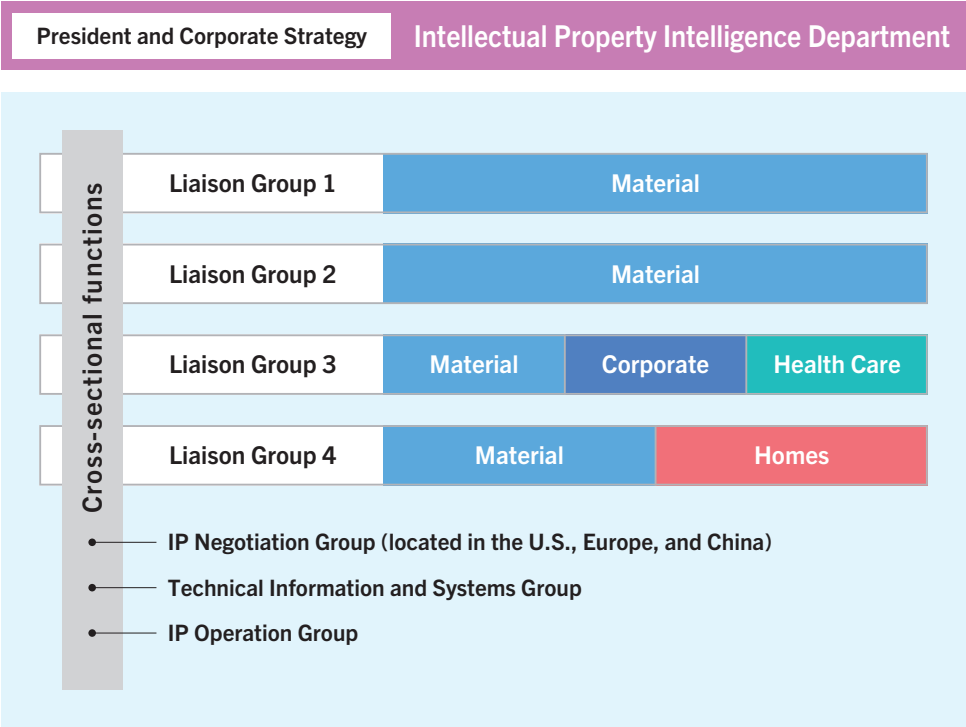 President and Corporate Strategy
Intellectual Property Intelligence Department
Cross-sectional functions
Liaison Group 1
Material
Liaison Group 2
Material
Liaison Group 3
Material
Corporate
Health Care
Liaison Group 4
Material
Homes
IP Negotiation Group (located in the U.S., Europe, and China)
Technical Information and Systems Group
IP Operation Group